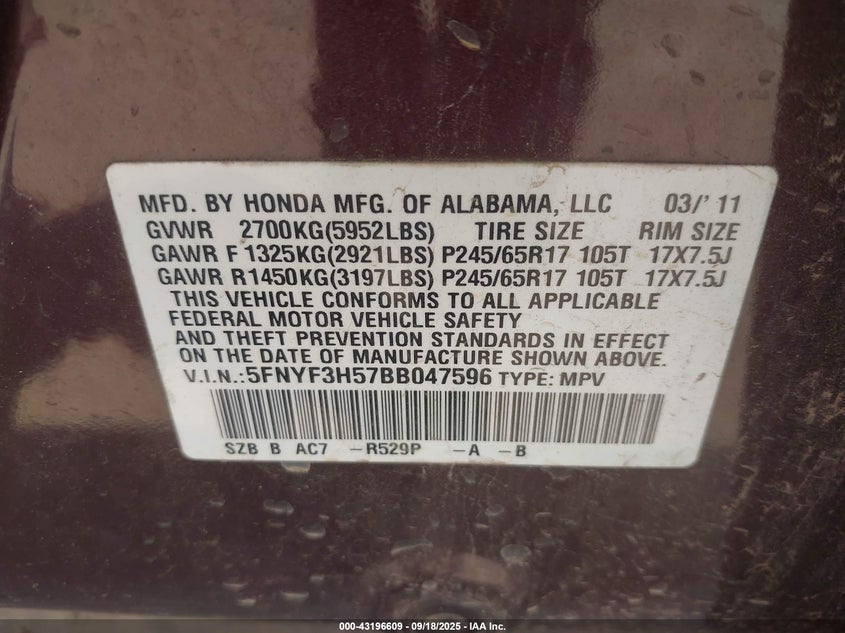 MFD. BY HONDA MFG. OF ALABAMA, LLC 03/' 11
GVWR 2700KG(5952LBS) TIRE SIZE RIM SIZE
GAWR F 1325KG(2921LBS) P245/65R17 105T 17X7.5J
GAWR R1450KG(3197LBS) P245/65R17 105T 17X7.5J
THIS VEHICLE CONFORMS TO ALL APPLICABLE
FEDERAL MOTOR VEHICLE SAFETY
AND THEFT PREVENTION STANDARDS IN EFFECT
ON THE DATE OF MANUFACTURE SHOWN ABOVE.
V.I.N.:5FNYF3H57BB047596 TYPE: MPV
SZB B AC7 -R529P -A -B
000-43196609 - 09/18/2025 - IAA Inc.